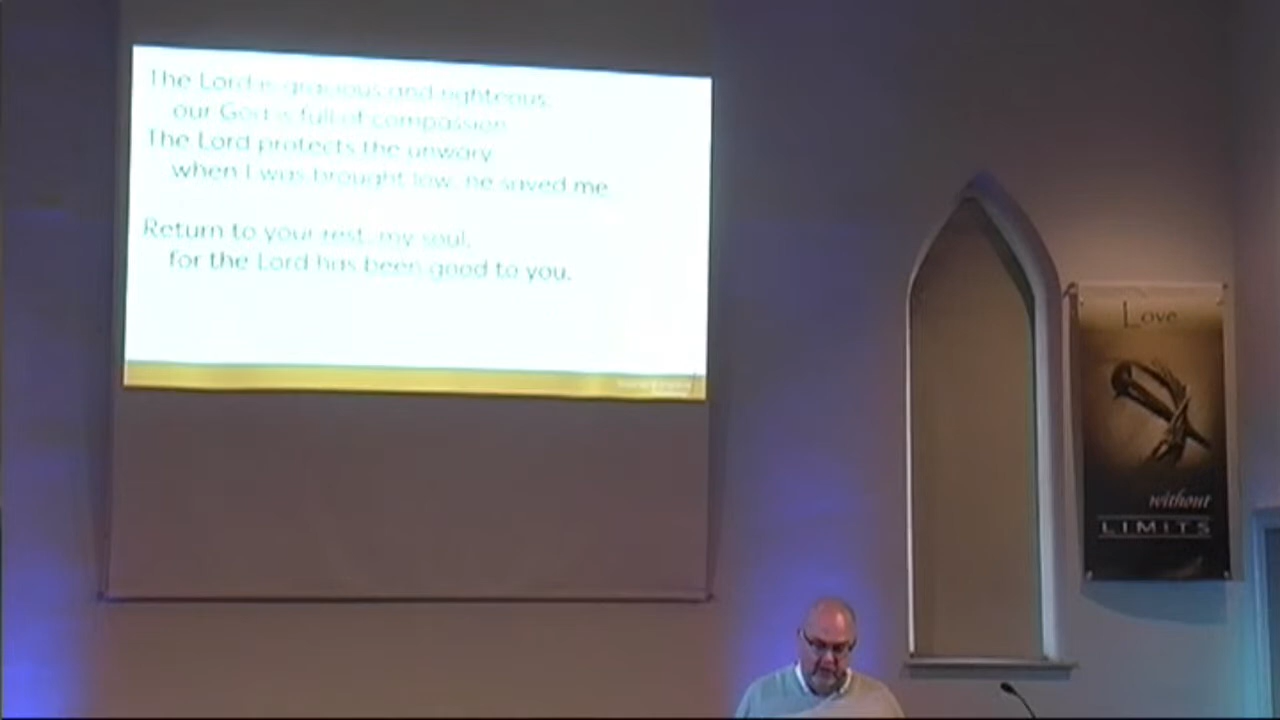 The Lord is gracious and righteous;
our God is full of compassion.
The Lord protects the unwary;
when I was brought low, he saved me.
Return to your rest, my soul,
for the Lord has been good to you.
Love
without
LIMITS